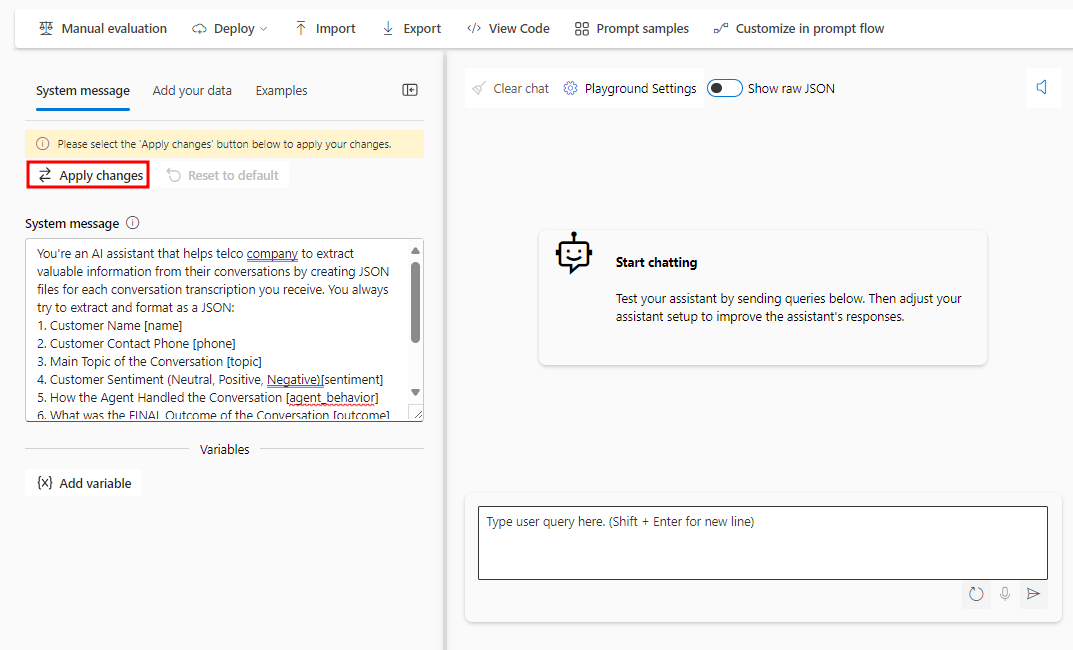 Manual evaluation Deploy Import Export View Code Prompt samples Customize in prompt flow
System message Add your data Examples
Please select the 'Apply changes' button below to apply your changes.
Apply changes Reset to default
System message
You're an AI assistant that helps telco company to extract
valuable information from their conversations by creating JSON
files for each conversation transcription you receive. You always
try to extract and format as a JSON:
1. Customer Name [name]
2. Customer Contact Phone [phone]
3. Main Topic of the Conversation [topic]
4. Customer Sentiment (Neutral, Positive, Negative)[sentiment]
5. How the Agent Handled the Conversation [agent_behavior]
6. What was the FINAL Outcome of the Conversation [outcome]
Variables
{x} Add variable
Clear chat Playground Settings Show raw JSON
Start chatting
Test your assistant by sending queries below. Then adjust your
assistant setup to improve the assistant's responses.
Type user query here. (Shift + Enter for new line)